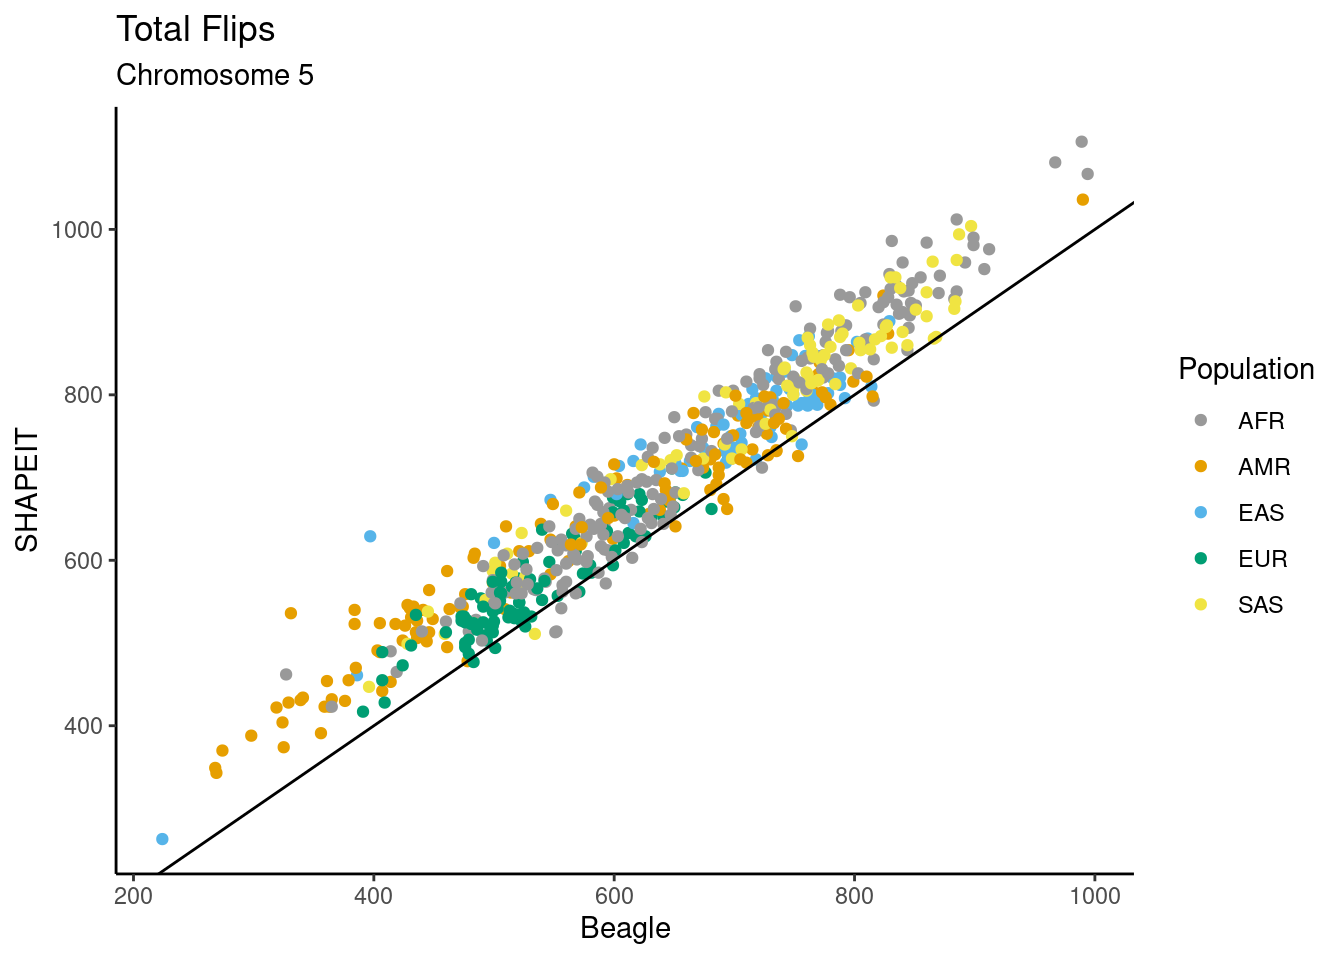 Total Flips
Chromosome 5
SHAPEIT
1000
800
600
400
200 400 600 800 1000
Beagle
Population
AFR
AMR
EAS
EUR
SAS